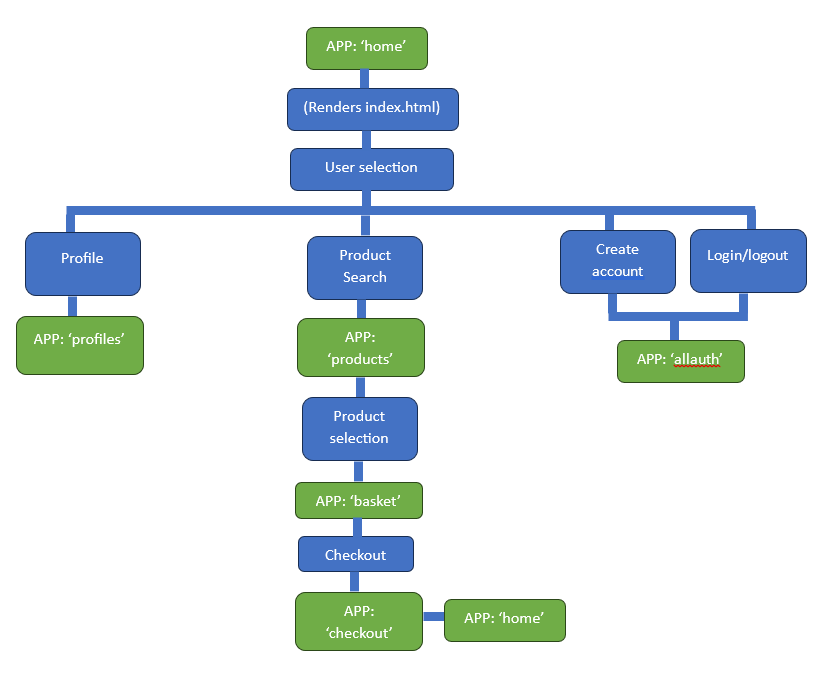 APP: ‘home’
(Renders index.html)
User selection
Profile
Product
Search
Create
account
Login/logout
APP: ‘profiles’
APP:
‘products’
APP: ‘allauth’
Product
selection
APP: ‘basket’
Checkout
APP:
‘checkout’
APP: ‘home’